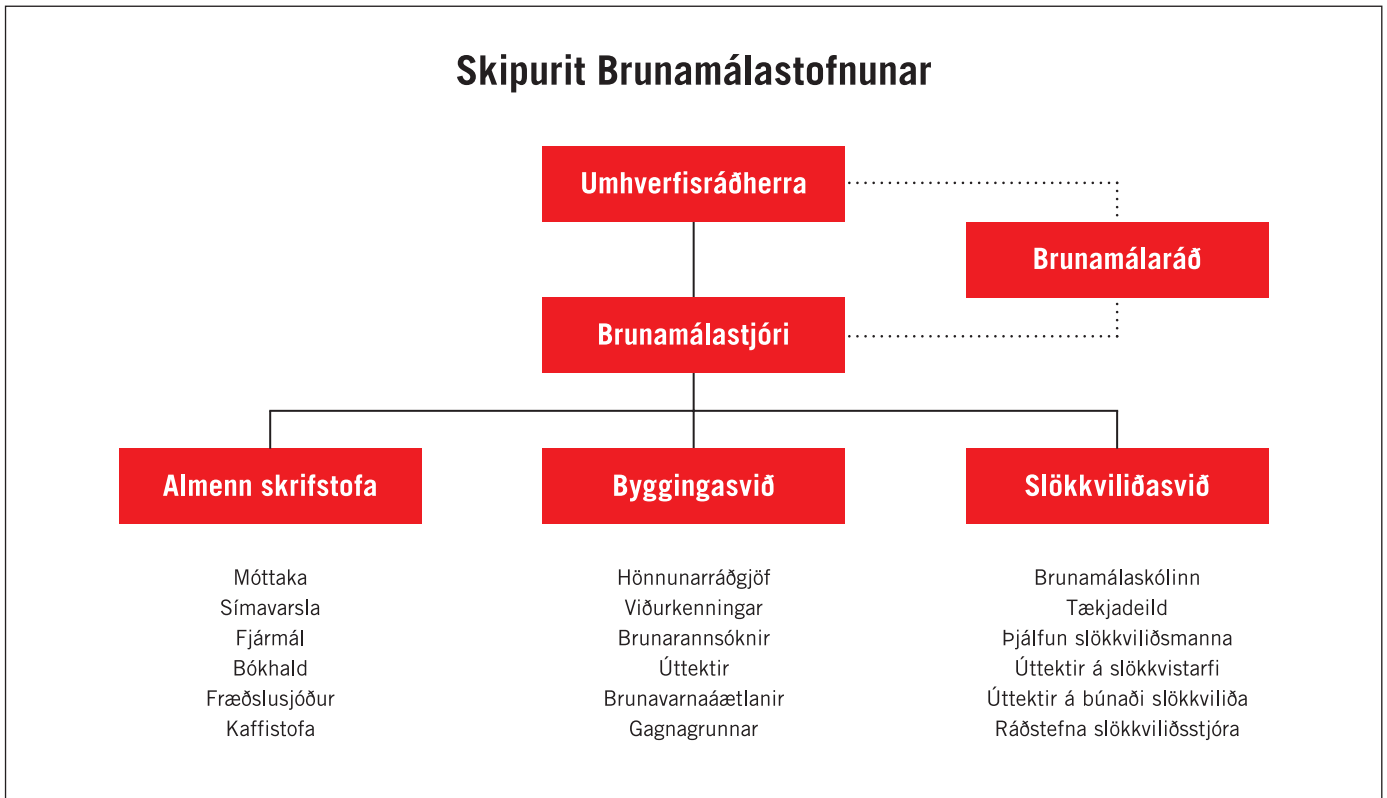 Skipurit Brunamálastofnunar
Umhverfisráðherra
Brunamálaráð
Brunamálastjóri
Almenn skrifstofa
Móttaka
Símavarsla
Fjármál
Bókhald
Fræðslusjóður
Kaffistofa
Byggingasvið
Hönnunarráðgjöf
Viðurkenningar
Brunarannsóknir
Úttektir
Brunavarnaáætlanir
Gagnagrunnar
Slökkviliðasvið
Brunamálaskólinn
Tækjadeild
Þjálfun slökkviliðsmanna
Úttektir á slökkvistarfi
Úttektir á búnaði slökkviliða
Ráðstefna slökkviliðsstjóra